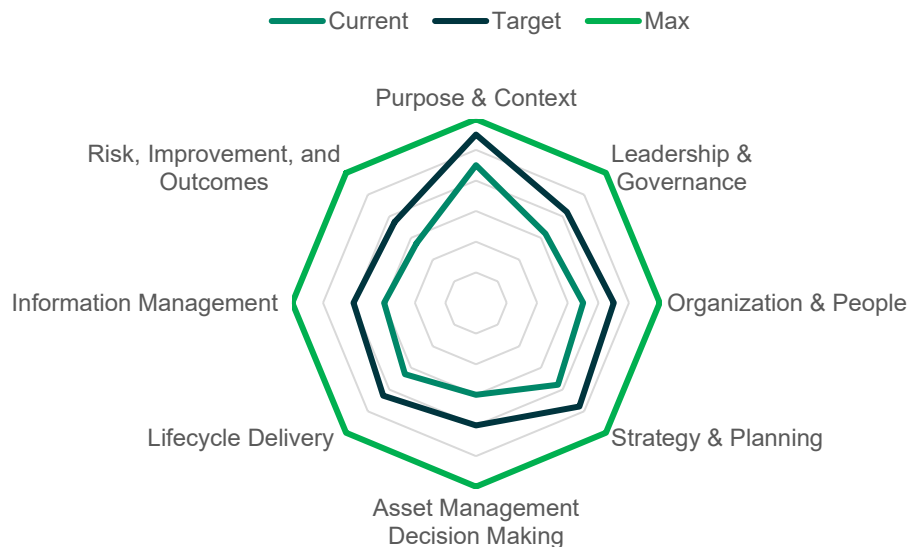 Current Target Max
Purpose & Context
Risk, Improvement, and
Outcomes
Leadership &
Governance
Information Management
Organization & People
Lifecycle Delivery
Strategy & Planning
Asset Management
Decision Making